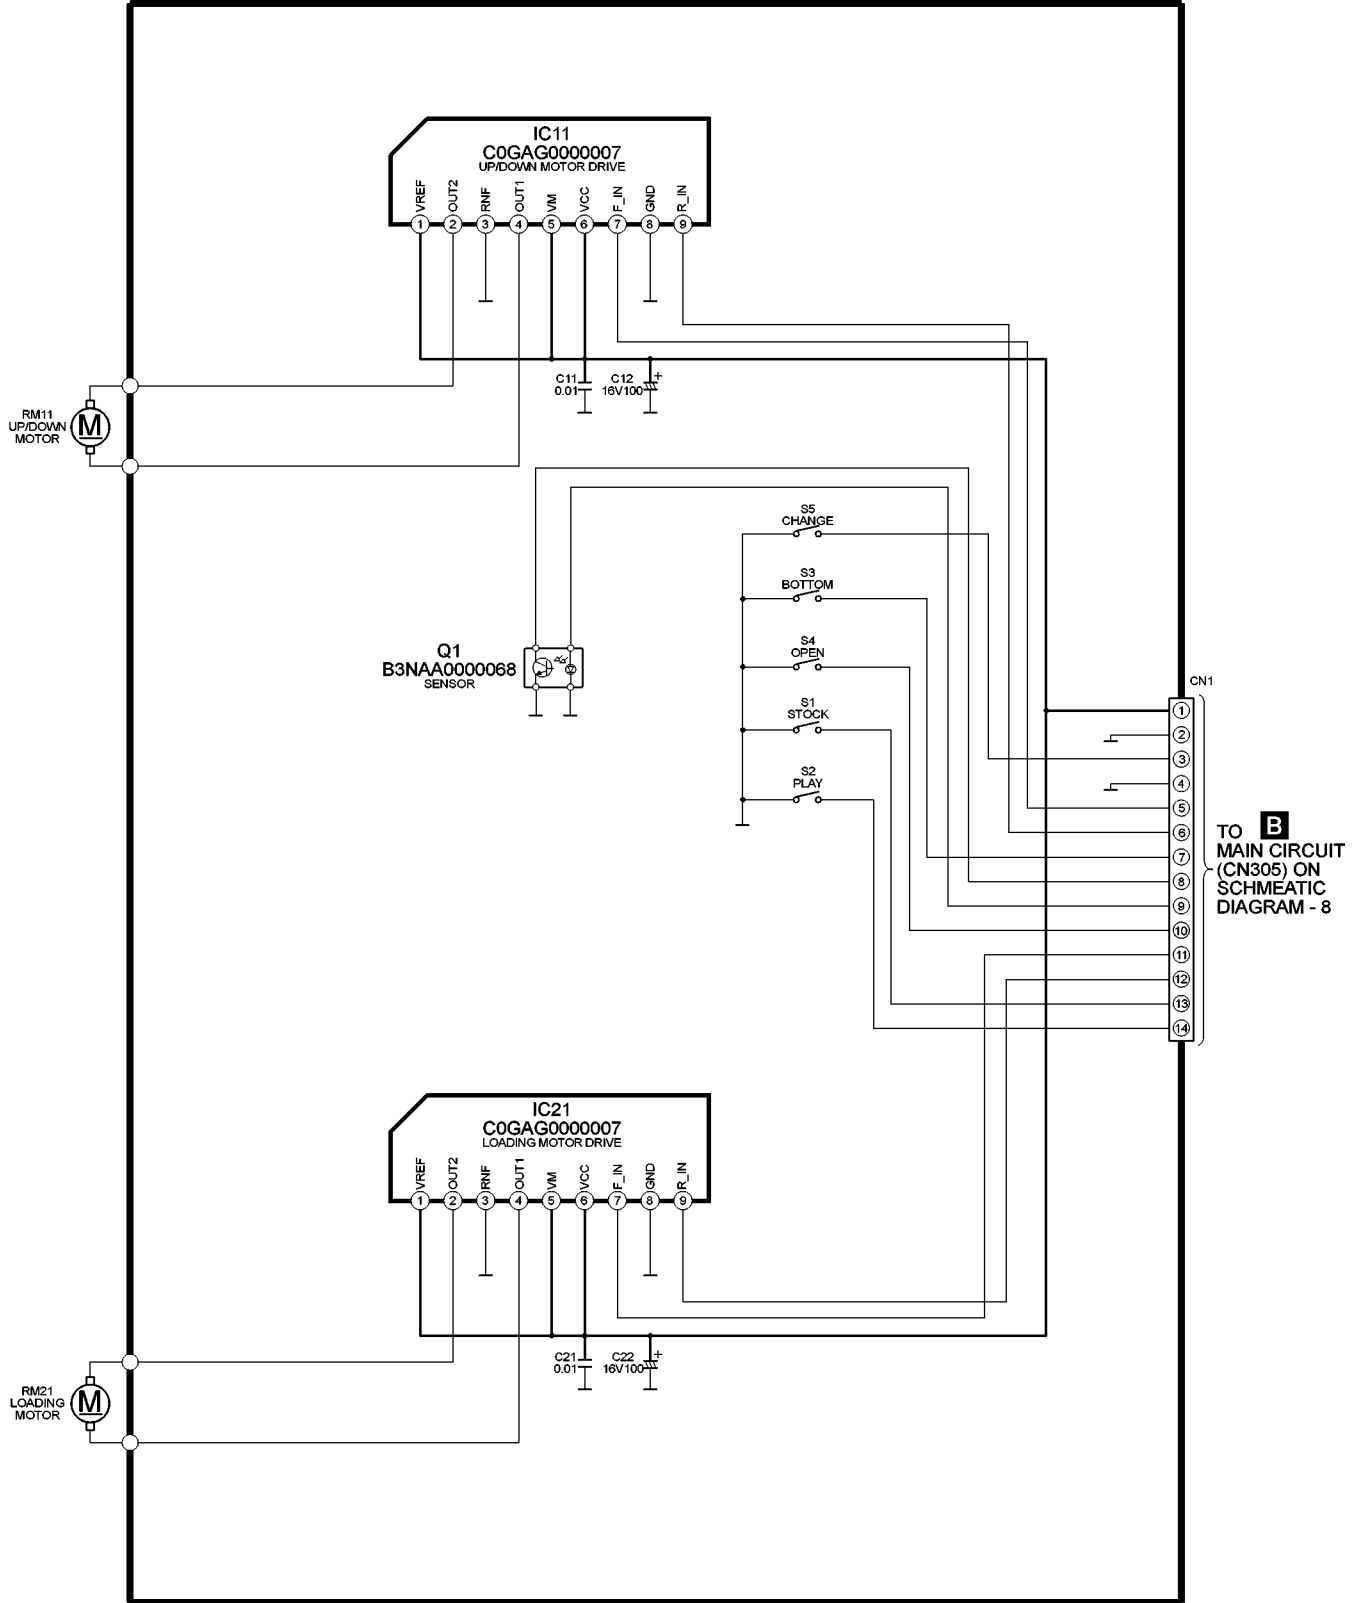 IC11
C0GAG0000007
UP/DOWN MOTOR DRIVE
VREF
OUT2
RNF
OUT1
VM
VCC
F_IN
GND
R_IN
1
2
3
4
5
6
7
8
9
C11
0.01
C12
16V100
+
RM11
UP/DOWN
MOTOR
M
S5
CHANGE
S3
BOTTOM
S4
OPEN
S1
STOCK
S2
PLAY
Q1
B3NAA0000068
SENSOR
CN1
1
2
3
4
5
6
7
8
9
10
11
12
13
14
TO B
MAIN CIRCUIT
(CN305) ON
SCHMEATIC
DIAGRAM - 8
IC21
C0GAG0000007
LOADING MOTOR DRIVE
VREF
OUT2
RNF
OUT1
VM
VCC
F_IN
GND
R_IN
1
2
3
4
5
6
7
8
9
C21
0.01
C22
16V100
+
RM21
LOADING
MOTOR
M